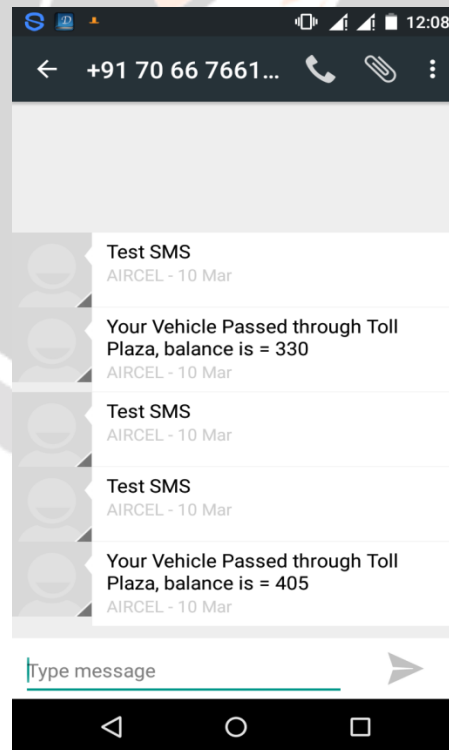 12:08
+91 70 66 7661...
Test SMS
AIRCEL - 10 Mar
Your Vehicle Passed through Toll
Plaza, balance is = 330
AIRCEL - 10 Mar
Test SMS
AIRCEL - 10 Mar
Test SMS
AIRCEL - 10 Mar
Your Vehicle Passed through Toll
Plaza, balance is = 405
AIRCEL - 10 Mar
Type message